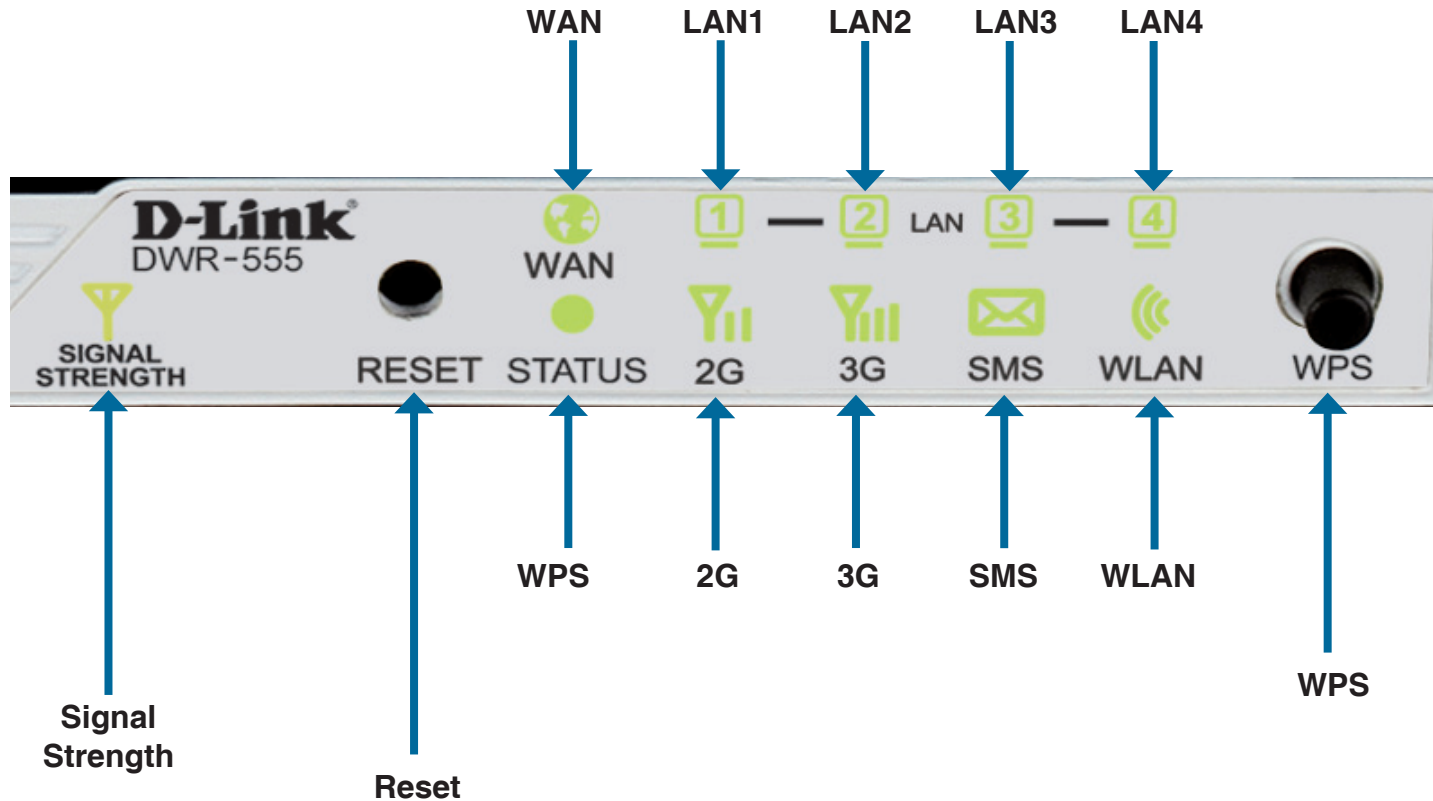 WAN LAN1 LAN2 LAN3 LAN4
D-Link®
DWR-555
WAN
1 2 LAN 3 4
SIGNAL
STRENGTH
RESET STATUS 2G 3G SMS WLAN WPS
WPS 2G 3G SMS WLAN
WPS
Signal
Strength
Reset